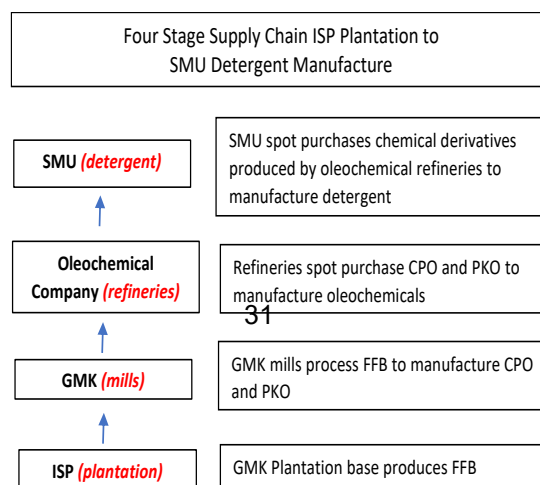 Four Stage Supply Chain ISP Plantation to
SMU Detergent Manufacture
SMU (detergent)
SMU spot purchases chemical derivatives
produced by oleochemical refineries to
manufacture detergent
Oleochemical
Company (refineries)
Refineries spot purchase CPO and PKO to
manufacture oleochemicals
31
GMK (mills)
GMK mills process FFB to manufacture CPO
and PKO
ISP (plantation)
GMK Plantation base produces FFB